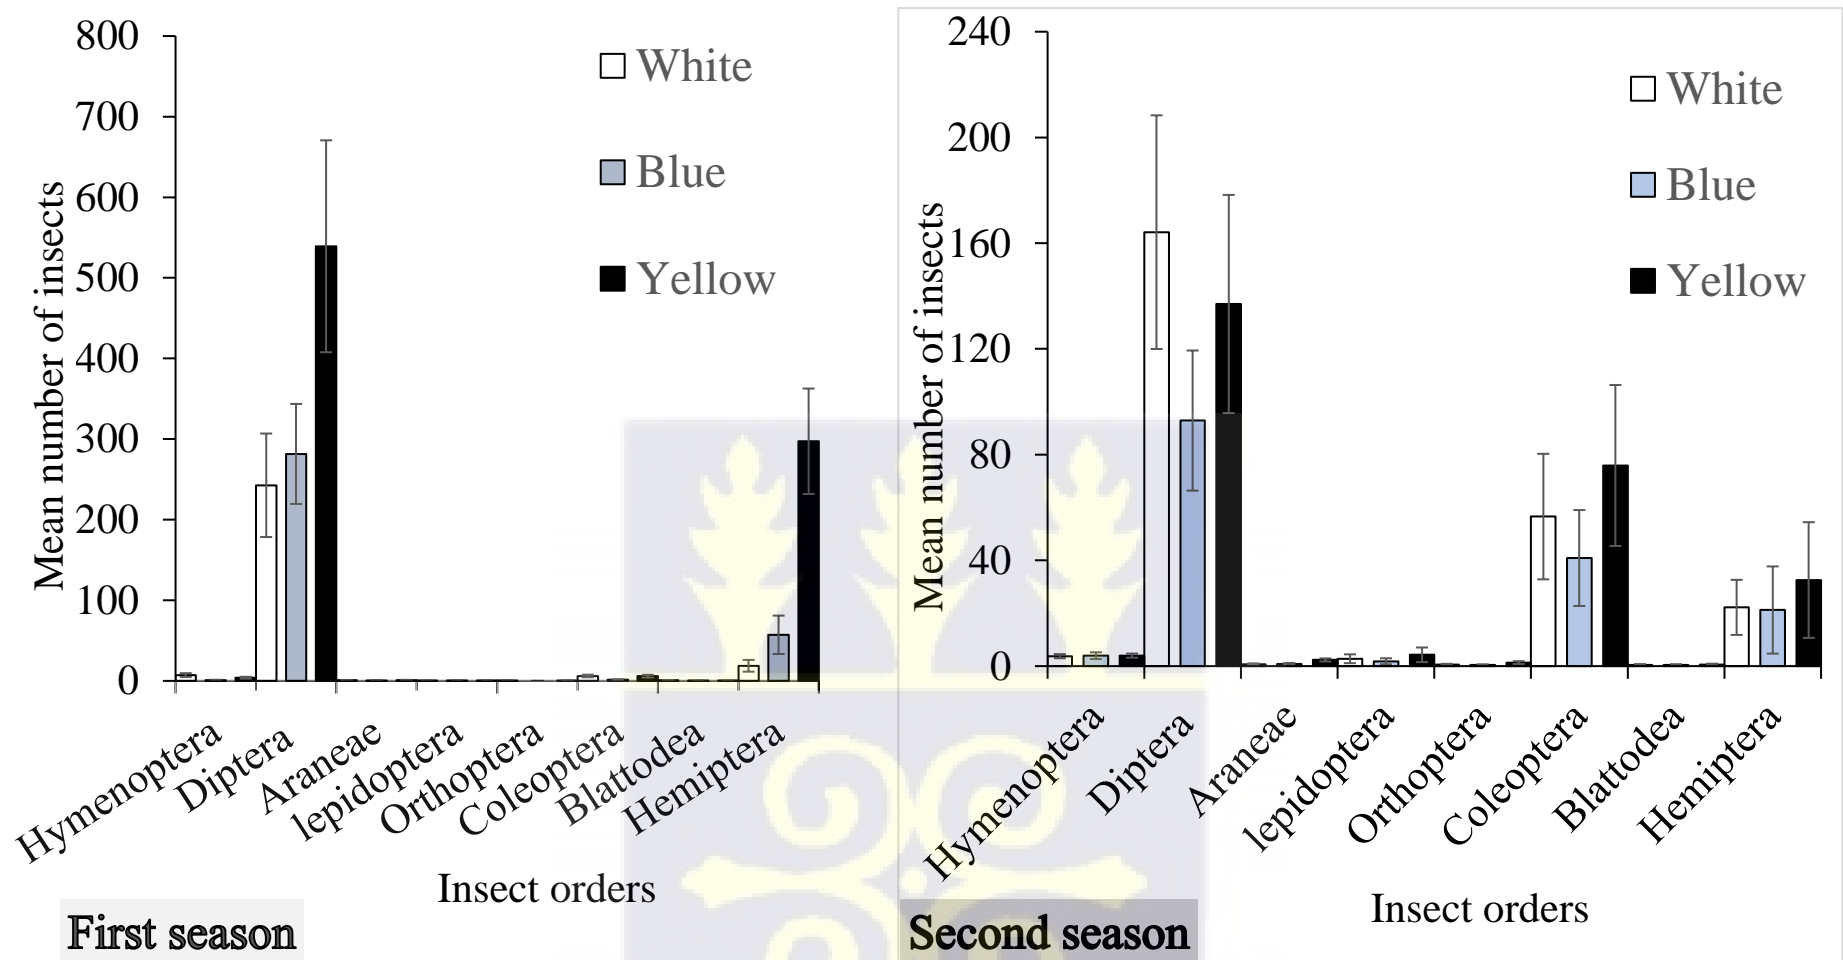 800
700
600
500
400
300
200
100
0
Mean number of insects
White
Blue
Yellow
Hymenoptera
Diptera
Araneae
lepidoptera
Orthoptera
Coleoptera
Blattodea
Hemiptera
Insect orders
First season
240
200
160
120
80
40
0
Mean number of insects
White
Blue
Yellow
Hymenoptera
Diptera
Araneae
lepidoptera
Orthoptera
Coleoptera
Blattodea
Hemiptera
Insect orders
Second season